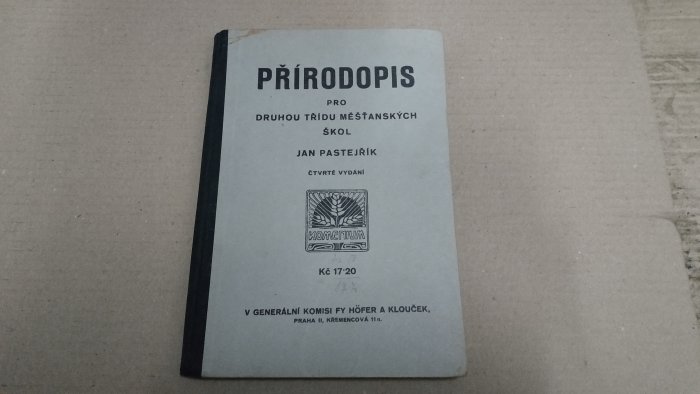 PŘÍRODOPIS
PRO
DRUHOU TŘÍDU MĚŠŤANSKÝCH
ŠKOL
JAN PASTEJŘÍK
ČTVRTÉ VYDÁNÍ
KOMENIUM
Kč 17·20
V GENERÁLNÍ KOMISI FY HÖFER A KLOUČEK,
PRAHA II, KŘEMENCOVÁ 11 n.